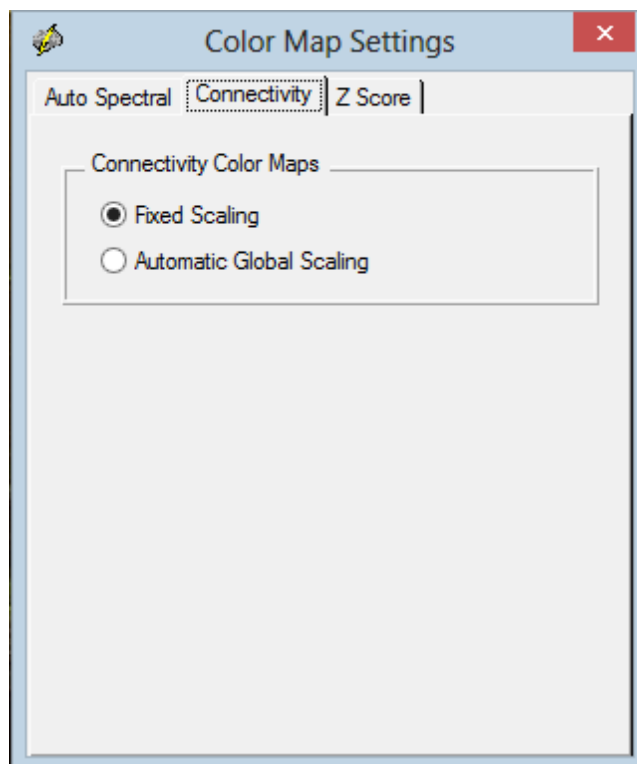 Color Map Settings
Auto Spectral Connectivity Z Score
Connectivity Color Maps
Fixed Scaling
Automatic Global Scaling